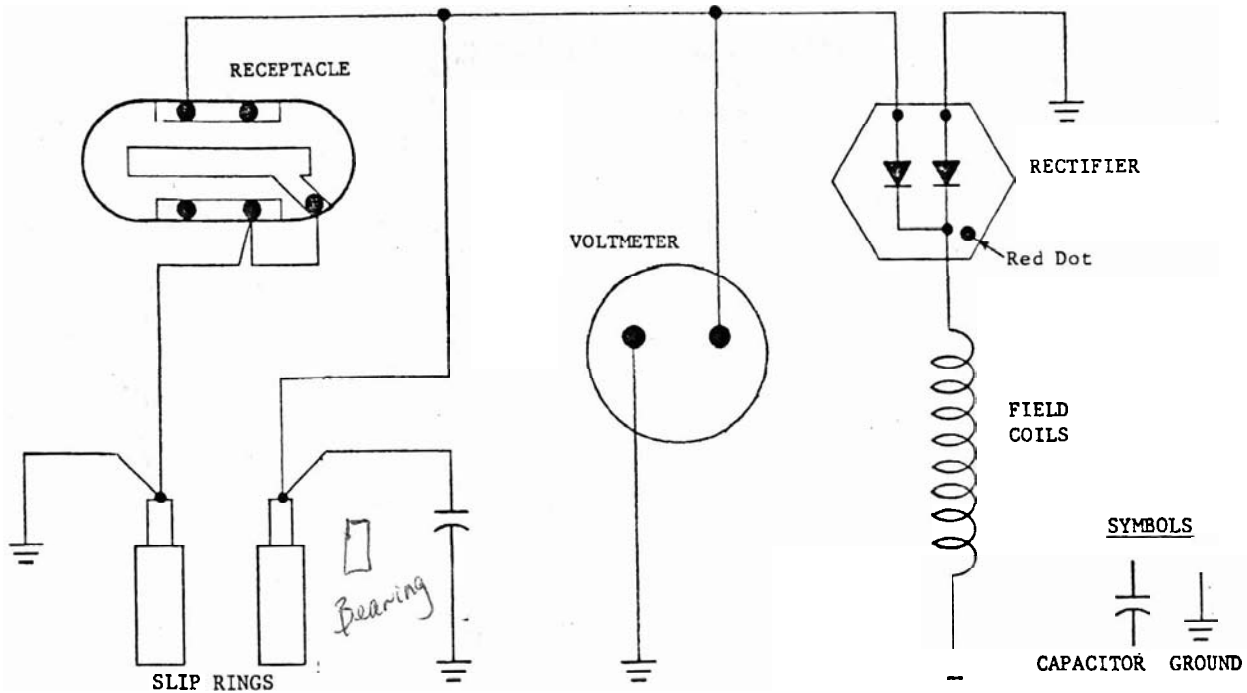 RECEPTACLE
RECTIFIER
VOLTMETER
Red Dot
FIELD
COILS
SYMBOLS
Bearing
CAPACITOR GROUND
SLIP RINGS